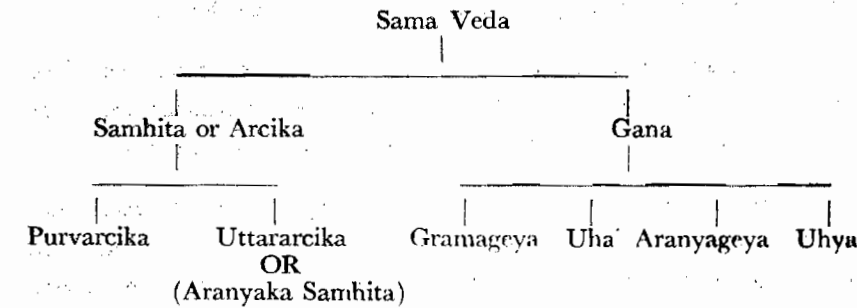 Sama Veda
Samhita or Arcika Gana
Purvarcika Uttararcika Gramageya Uha Aranyageya Uhya
OR
(Aranyaka Samhita)